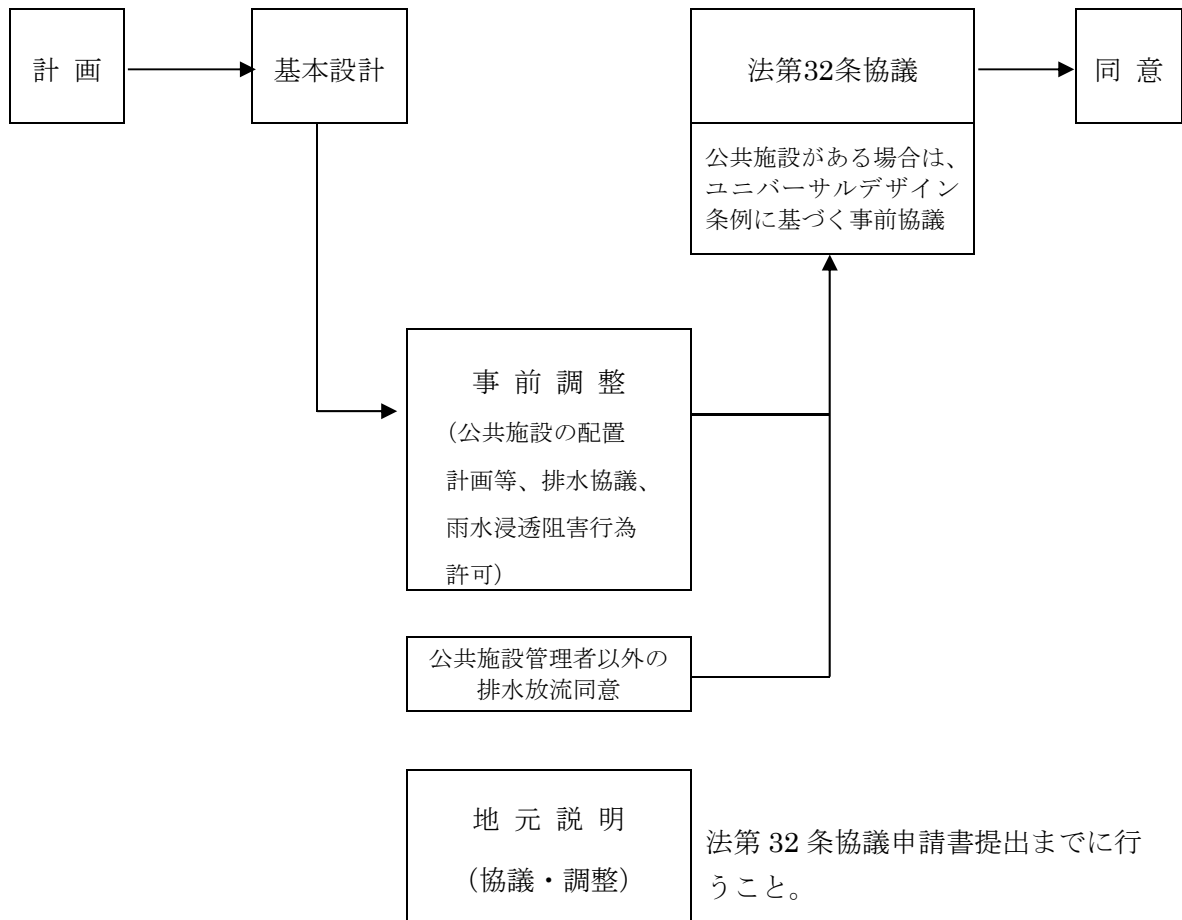 計 画
基本設計
法第32条協議
同 意
公共施設がある場合は、
ユニバーサルデザイン
条例に基づく事前協議
事 前 調 整
（公共施設の配置
計画等、排水協議、
雨水浸透阻害行為
許可）
公共施設管理者以外の
排水放流同意
地 元 説 明
（協議・調整）
法第 32 条協議申請書提出までに行
うこと。